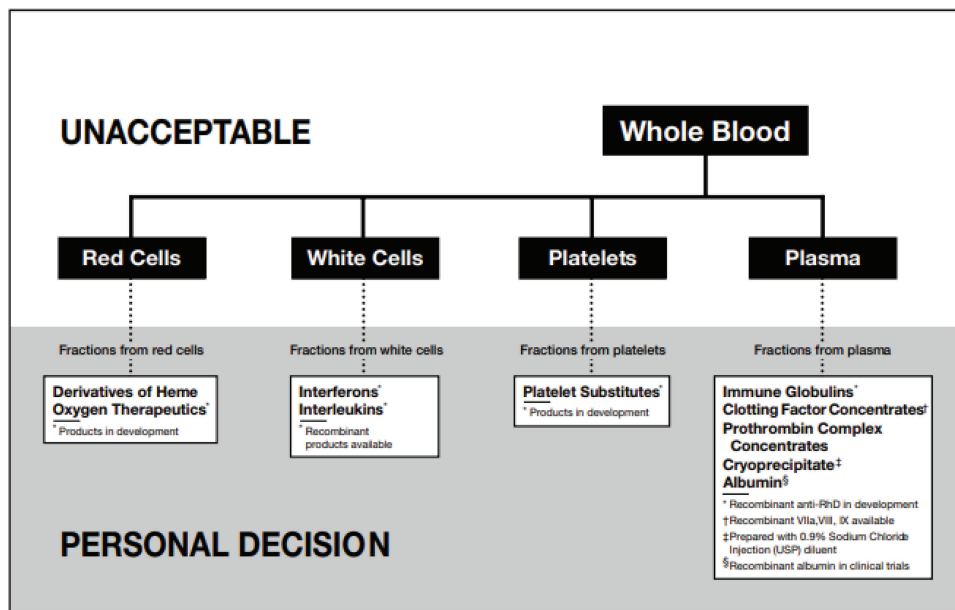 UNACCEPTABLE
Whole Blood
Red Cells
White Cells
Platelets
Plasma
Fractions from red cells
Fractions from white cells
Fractions from platelets
Fractions from plasma
Derivatives of Heme
Oxygen Therapeutics*
* Products in development
Interferons*
Interleukins*
* Recombinant
products available
Platelet Substitutes*
* Products in development
Immune Globulins*
Clotting Factor Concentrates†
Prothrombin Complex
Concentrates
Cryoprecipitate‡
Albumin§
* Recombinant anti-RhD in development
†Recombinant VIIa,VIII, IX available
‡Prepared with 0.9% Sodium Chloride
Injection (USP) diluent
§Recombinant albumin in clinical trials
PERSONAL DECISION